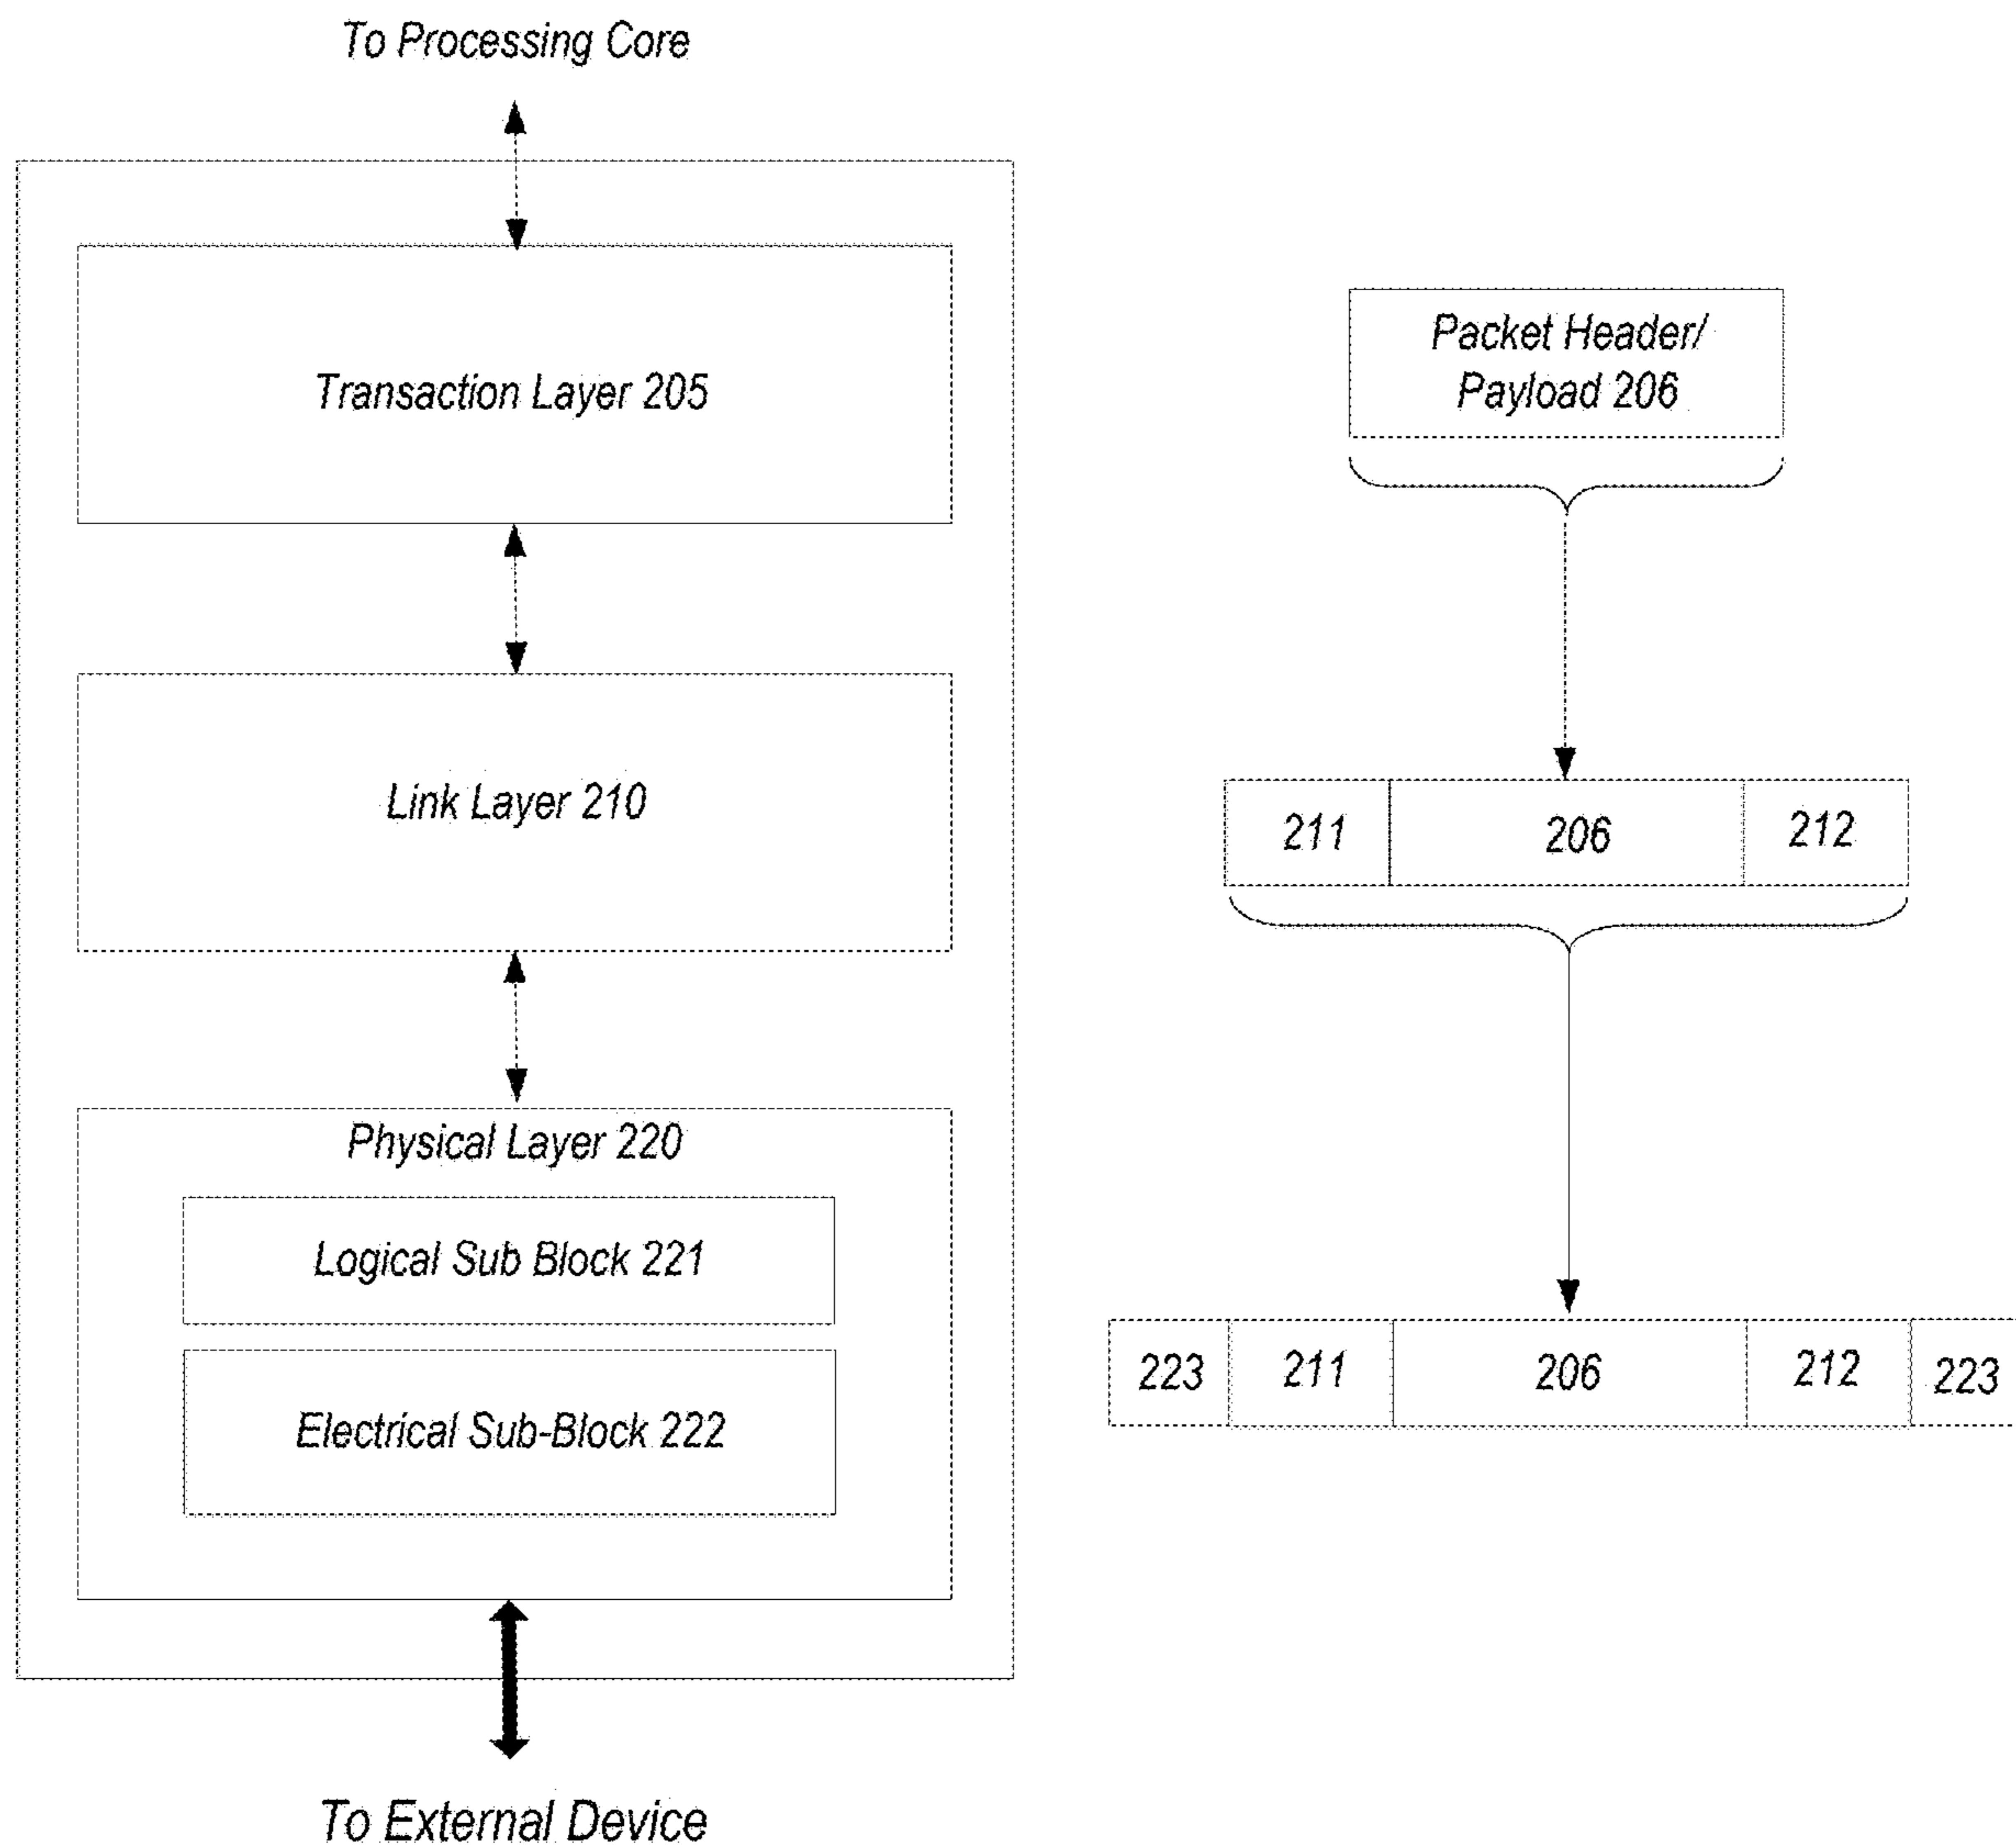 To Processing Core
Transaction Layer 205
Link Layer 210
Physical Layer 220
Logical Sub Block 221
Electrical Sub-Block 222
To External Device
Packet Header/
Payload 206
211 206 212
223 211 206 212 223